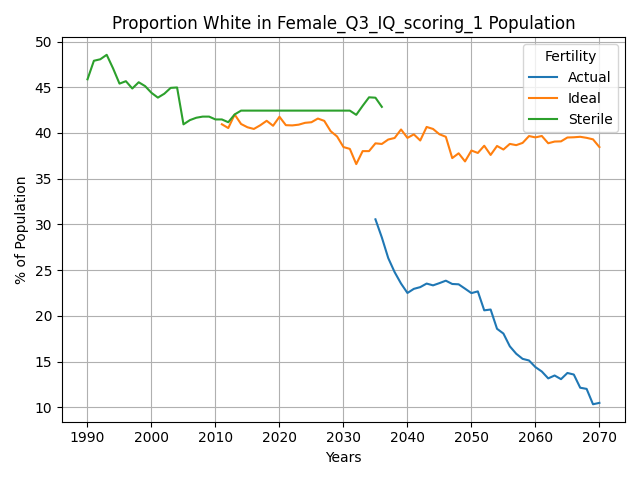 Proportion White in Female_Q3_IQ_scoring_1 Population
% of Population
50
45
40
35
30
25
20
15
10
Fertility
Actual
Ideal
Sterile
1990 2000 2010 2020 2030 2040 2050 2060 2070
Years